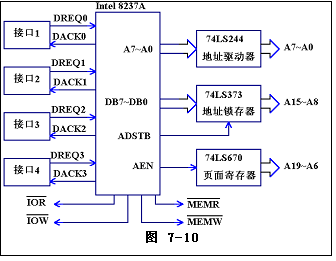 Intel 8237A
接口1
DREQ0
DACK0
接口2
DREQ1
DACK1
接口3
DREQ2
DACK2
接口4
DREQ3
DACK3
A7~A0
DB7~DB0
ADSTB
AEN
74LS244
地址驱动器
74LS373
地址锁存器
74LS670
页面寄存器
A7~A0
A15~A8
A19~A6
IOR
IOW
MEMR
MEMW
图 7-10